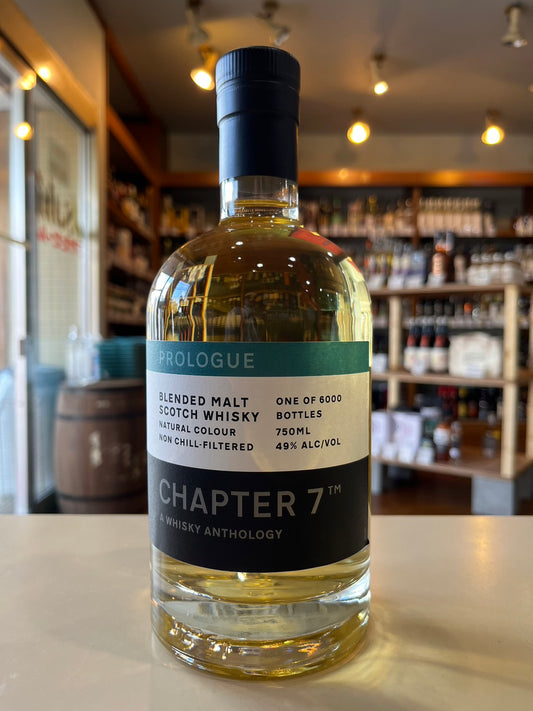 PROLOGUE
BLENDED MALT
SCOTCH WHISKY
NATURAL COLOUR
NON CHILL-FILTERED
ONE OF 6000
BOTTLES
750ML
49% ALC/VOL
CHAPTER 7™
A WHISKY ANTHOLOGY